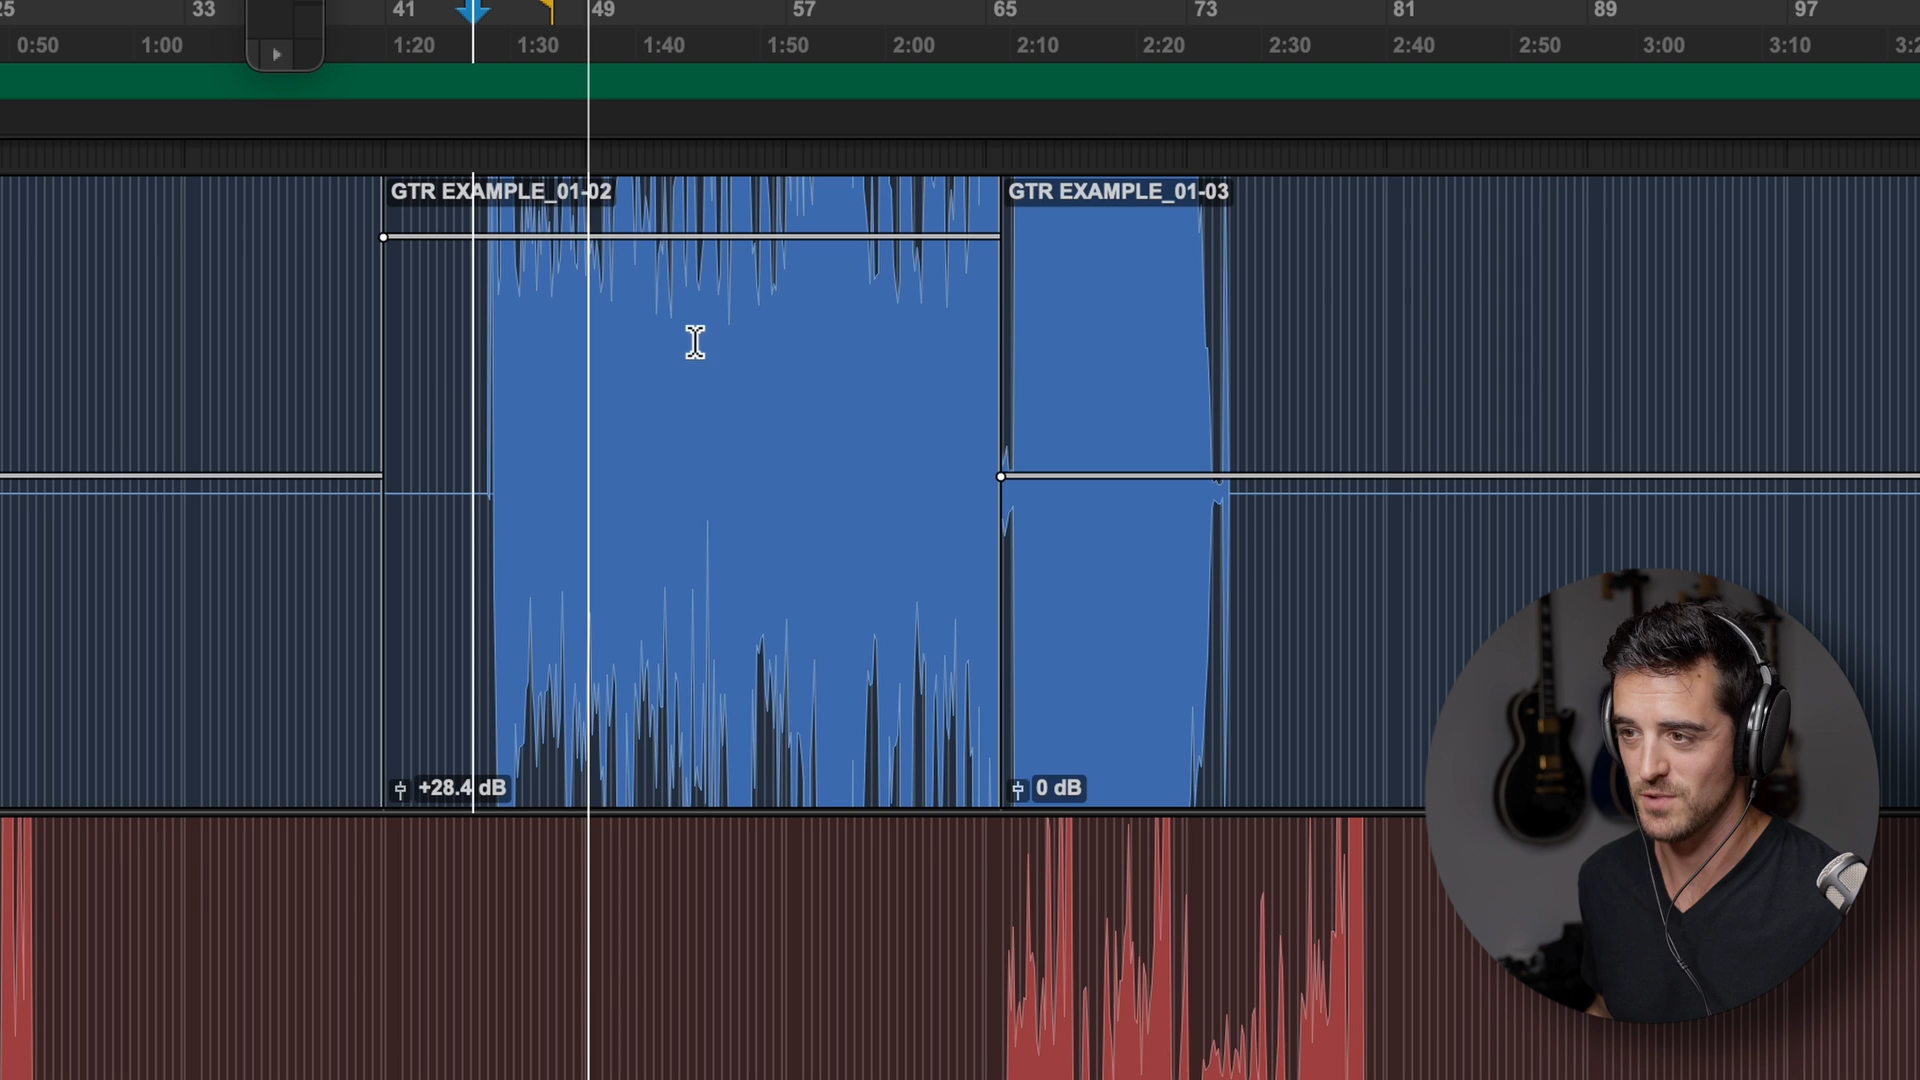 25 33 41 49 57 65 73 81 89 97
0:50 1:00 1:20 1:30 1:40 1:50 2:00 2:10 2:20 2:30 2:40 2:50 3:00 3:10 3:2
GTR EXAMPLE_01-02 GTR EXAMPLE_01-03
+28.4 dB 0 dB